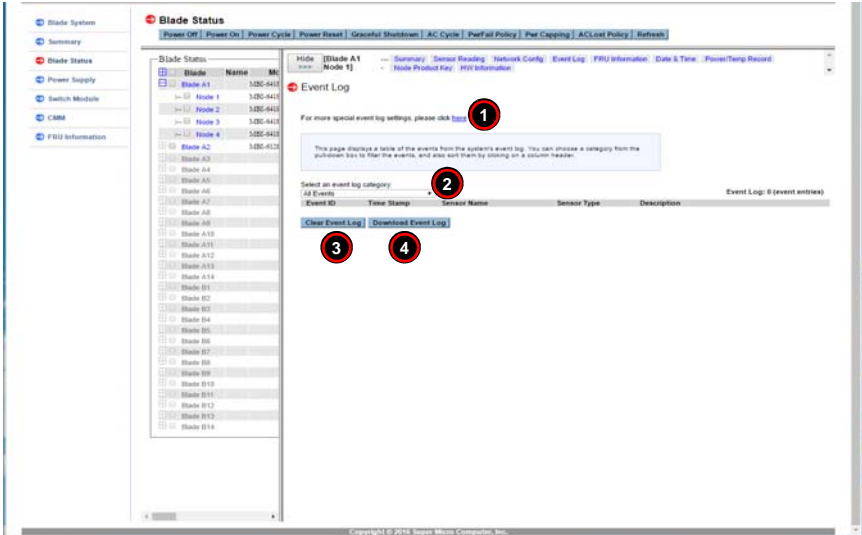 Blade System
Summary
Blade Status
Power Supply
Switch Module
CMM
FRU Information
Blade Status
Power Off Power On Power Cycle Power Reset Graceful Shutdown AC Cycle PwrFail Policy Pwr Capping ACLost Policy Refresh
Blade Status
Blade Name Mo
Blade A1
Node 1
Node 2
Node 3
Node 4
Blade A2
Blade A3
Blade A4
Blade A5
Blade A6
Blade A7
Blade A8
Blade A9
Blade A10
Blade A11
Blade A12
Blade A13
Blade A14
Blade B1
Blade B2
Blade B3
Blade B4
Blade B5
Blade B6
Blade B7
Blade B8
Blade B9
Blade B10
Blade B11
Blade B12
Blade B13
Blade B14
Hide [Blade A1 --- Summary Sensor Reading Network Config Event Log FRU Information Date & Time Power/Temp Record
>>>> Node 1] - Node Product Key HW Information
Event Log
For more special event log settings, please click here 1
This page displays a table of the events from the system's event log. You can choose a category from the
pull-down box to filter the events, and also sort them by clicking on a column header.
Select an event log category 2
All Events
Event Log: 0 (event entries)
Event ID Time Stamp Sensor Name Sensor Type Description
Clear Event Log Download Event Log
3 4
Copyright © 2016 Super Micro Computer, Inc.